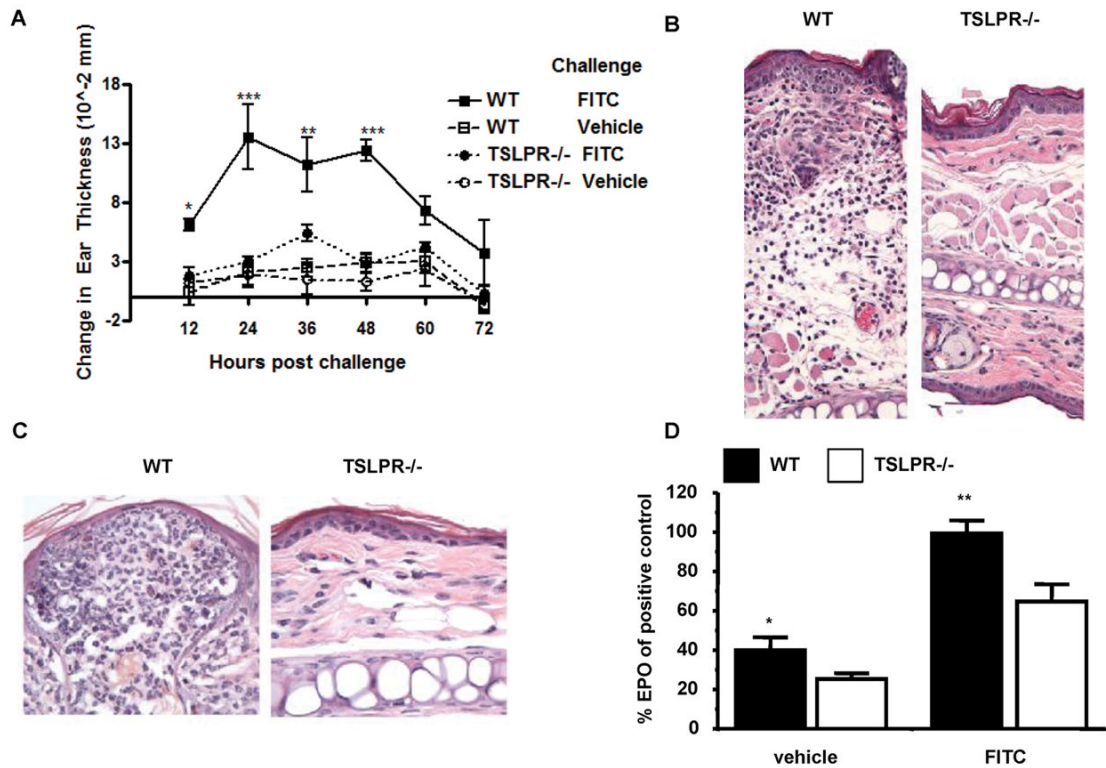 A
Change in Ear Thickness (10^-2 mm)
18
13
8
3
-2
***
**
***
*
Challenge
WT FITC
WT Vehicle
TSLPR-/- FITC
TSLPR-/- Vehicle
12 24 36 48 60 72
Hours post challenge
B
WT TSLPR-/-
C
WT TSLPR-/-
D
WT TSLPR-/-
% EPO of positive control
120
100
80
60
40
20
0
*
**
vehicle FITC